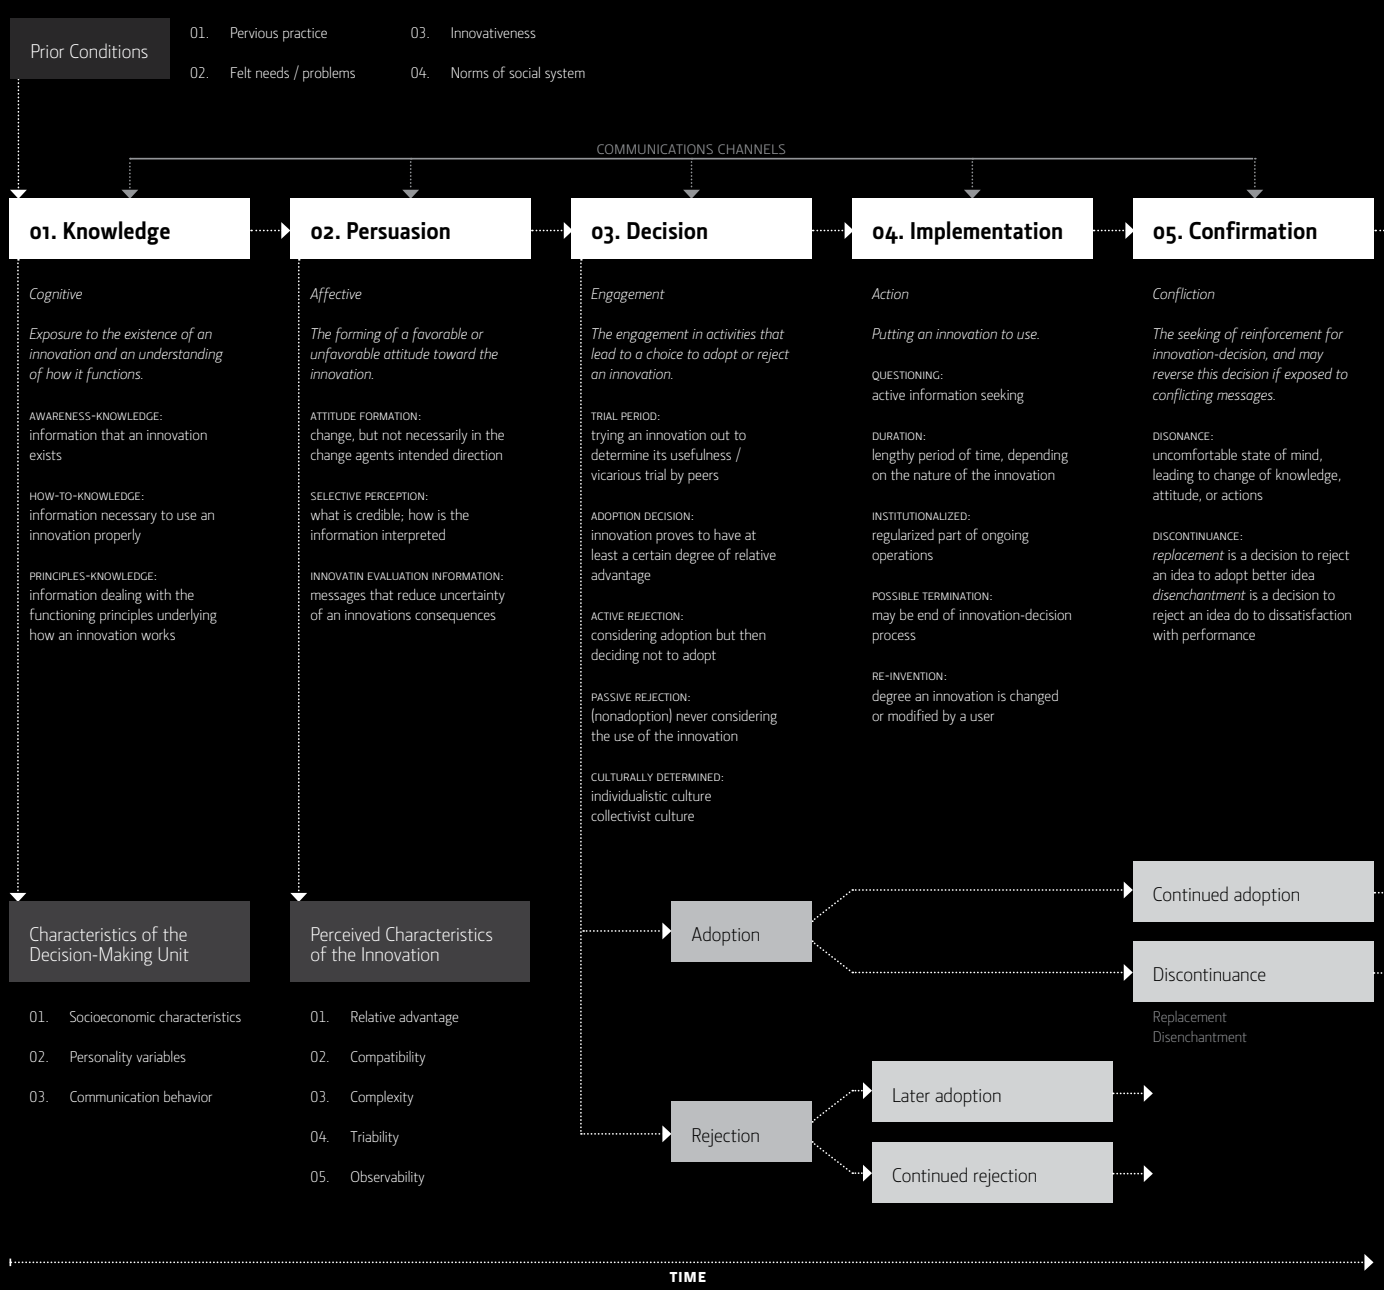 Prior Conditions
01. Pervious practice
02. Felt needs / problems
03. Innovativeness
04. Norms of social system
COMMUNICATIONS CHANNELS
01. Knowledge
Cognitive
Exposure to the existence of an
innovation and an understanding
of how it functions.
AWARENESS-KNOWLEDGE:
information that an innovation
exists
HOW-TO-KNOWLEDGE:
information necessary to use an
innovation properly
PRINCIPLES-KNOWLEDGE:
information dealing with the
functioning principles underlying
how an innovation works
02. Persuasion
Affective
The forming of a favorable or
unfavorable attitude toward the
innovation.
ATTITUDE FORMATION:
change, but not necessarily in the
change agents intended direction
SELECTIVE PERCEPTION:
what is credible; how is the
information interpreted
INNOVATIN EVALUATION INFORMATION:
messages that reduce uncertainty
of an innovations consequences
03. Decision
Engagement
The engagement in activities that
lead to a choice to adopt or reject
an innovation.
TRIAL PERIOD:
trying an innovation out to
determine its usefulness /
vicarious trial by peers
ADOPTION DECISION:
innovation proves to have at
least a certain degree of relative
advantage
ACTIVE REJECTION:
considering adoption but then
deciding not to adopt
PASSIVE REJECTION:
(nonadoption) never considering
the use of the innovation
CULTURALLY DETERMINED:
individualistic culture
collectivist culture
04. Implementation
Action
Putting an innovation to use.
QUESTIONING:
active information seeking
DURATION:
lengthy period of time, depending
on the nature of the innovation
INSTITUTIONALIZED:
regularized part of ongoing
operations
POSSIBLE TERMINATION:
may be end of innovation-decision
process
RE-INVENTION:
degree an innovation is changed
or modified by a user
05. Confirmation
Confliction
The seeking of reinforcement for
innovation-decision, and may
reverse this decision if exposed to
conflicting messages.
DISONANCE:
uncomfortable state of mind,
leading to change of knowledge,
attitude, or actions
DISCONTINUANCE:
replacement is a decision to reject
an idea to adopt better idea
disenchantment is a decision to
reject an idea do to dissatisfaction
with performance
Characteristics of the
Decision-Making Unit
01. Socioeconomic characteristics
02. Personality variables
03. Communication behavior
Perceived Characteristics
of the Innovation
01. Relative advantage
02. Compatibility
03. Complexity
04. Triability
05. Observability
Adoption
Continued adoption
Discontinuance
Replacement
Disenchantment
Rejection
Later adoption
Continued rejection
TIME